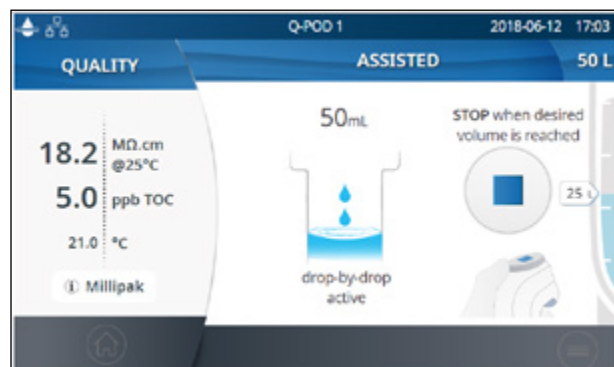 Q-POD 1
2018-06-12 17:03
QUALITY
ASSISTED
50 L
18.2 MΩ.cm
@25°C
5.0 ppb TOC
21.0 °C
Millipak
50mL
drop-by-drop
active
STOP when desired
volume is reached
25 L